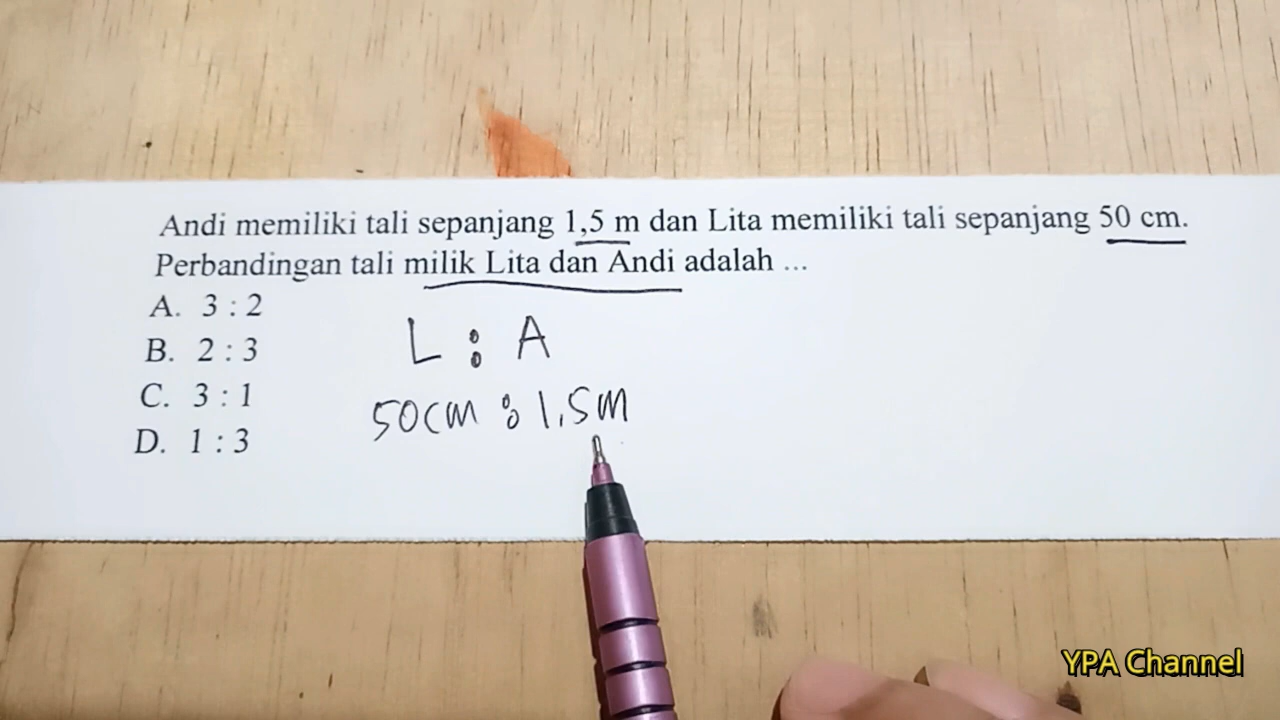 Andi memiliki tali sepanjang 1,5 m dan Lita memiliki tali sepanjang 50 cm.
Perbandingan tali milik Lita dan Andi adalah ...
A. 3 : 2
B. 2 : 3
C. 3 : 1
D. 1 : 3
L : A
50cm : 1,5m
YPA Channel